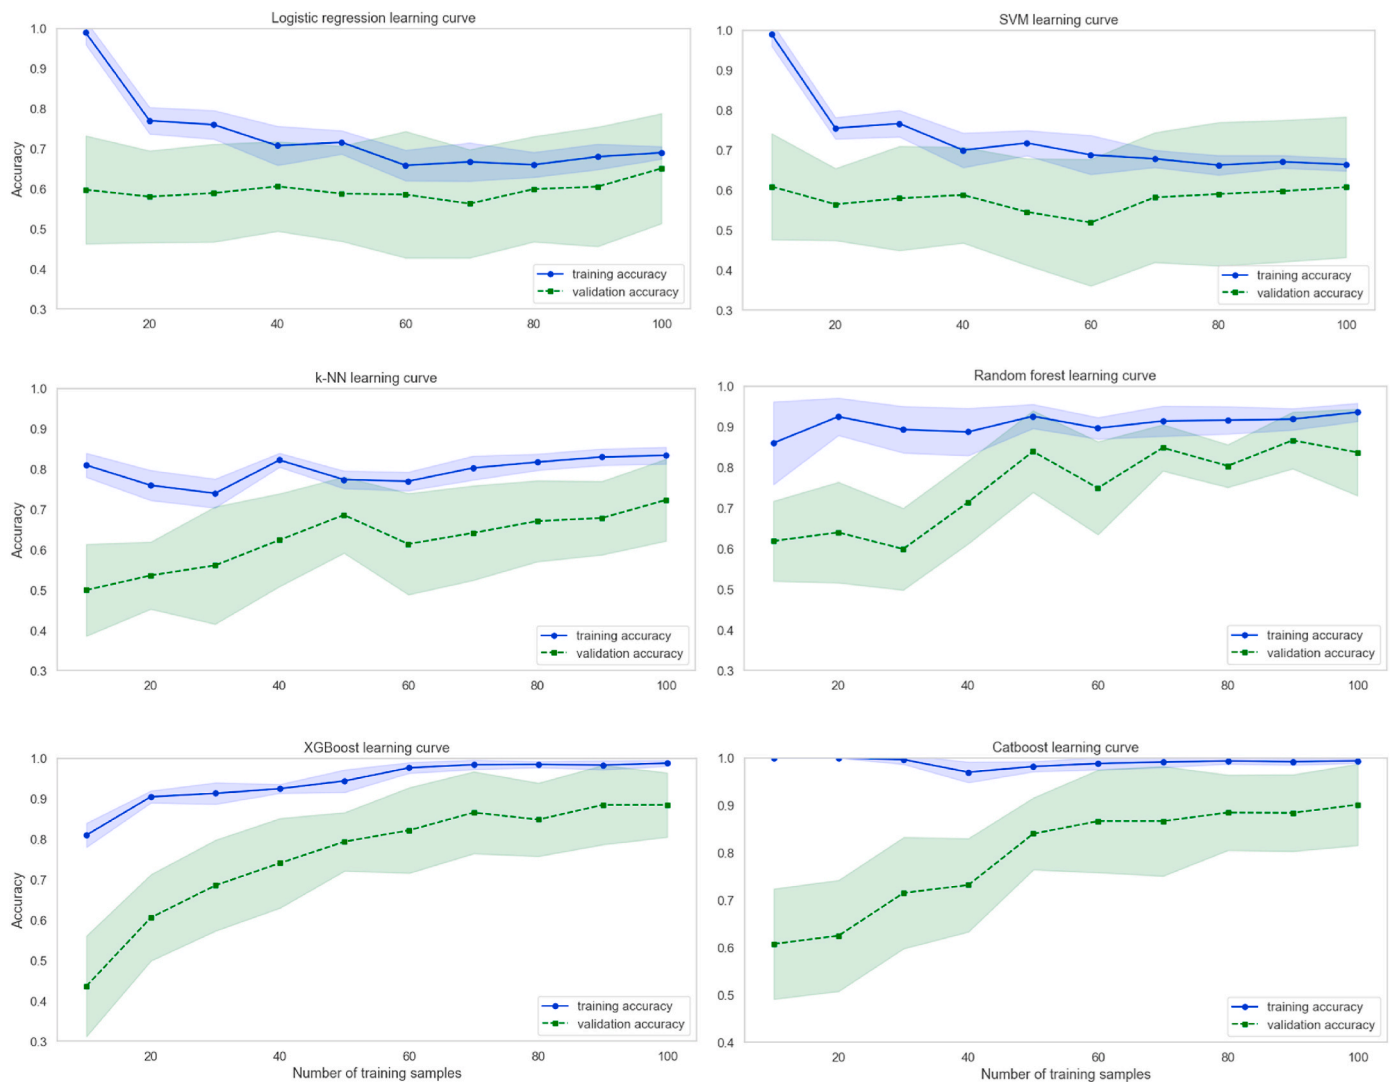 Logistic regression learning curve
1.0
0.9
0.8
0.7
0.6
0.5
0.4
0.3
Accuracy
20 40 60 80 100
training accuracy
validation accuracy
SVM learning curve
1.0
0.9
0.8
0.7
0.6
0.5
0.4
0.3
20 40 60 80 100
training accuracy
validation accuracy
k-NN learning curve
1.0
0.9
0.8
0.7
0.6
0.5
0.4
0.3
Accuracy
20 40 60 80 100
training accuracy
validation accuracy
Random forest learning curve
1.0
0.9
0.8
0.7
0.6
0.5
0.4
0.3
20 40 60 80 100
training accuracy
validation accuracy
XGBoost learning curve
1.0
0.9
0.8
0.7
0.6
0.5
0.4
0.3
Accuracy
20 40 60 80 100
Number of training samples
training accuracy
validation accuracy
Catboost learning curve
1.0
0.9
0.8
0.7
0.6
0.5
0.4
20 40 60 80 100
Number of training samples
training accuracy
validation accuracy